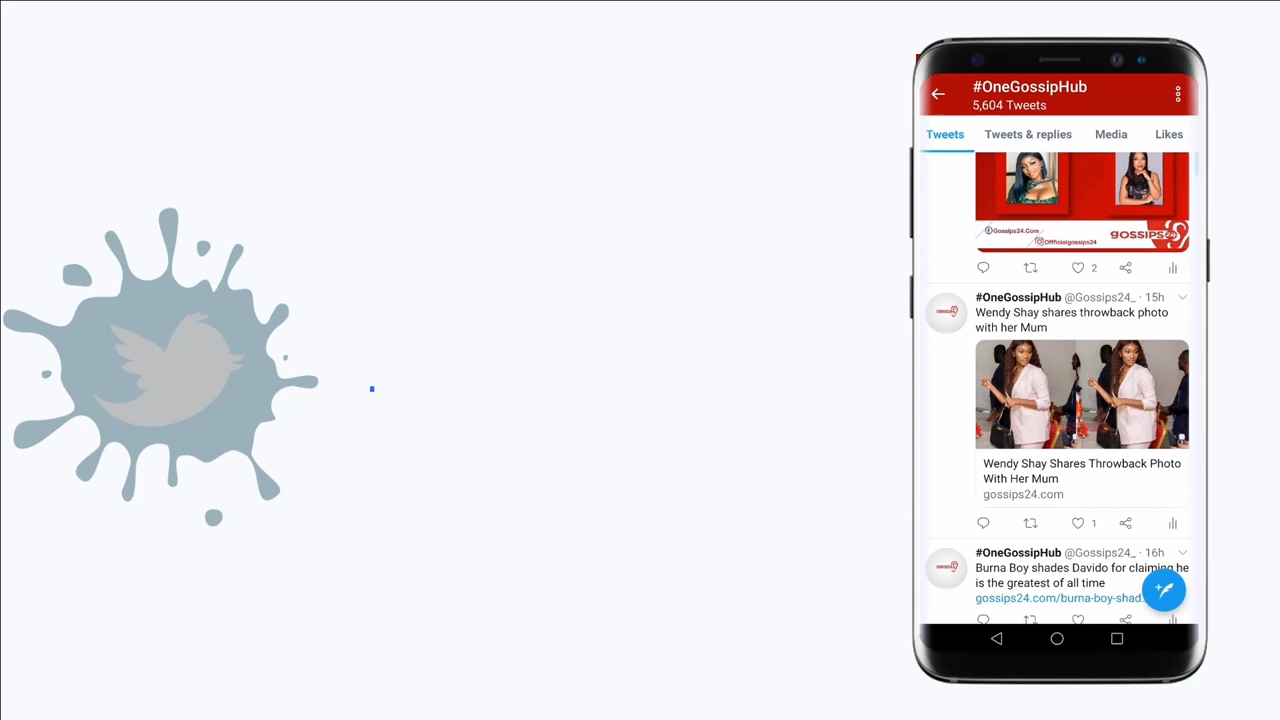 #OneGossipHub
5,604 Tweets
Tweets
Tweets & replies
Media
Likes
Gossips24.Com
Offficialgossips24
gossips24
2
#OneGossipHub @Gossips24_ · 15h
Wendy Shay shares throwback photo
with her Mum
Wendy Shay Shares Throwback Photo
With Her Mum
gossips24.com
1
#OneGossipHub @Gossips24_ · 16h
Burna Boy shades Davido for claiming he
is the greatest of all time
gossips24.com/burna-boy-shad...